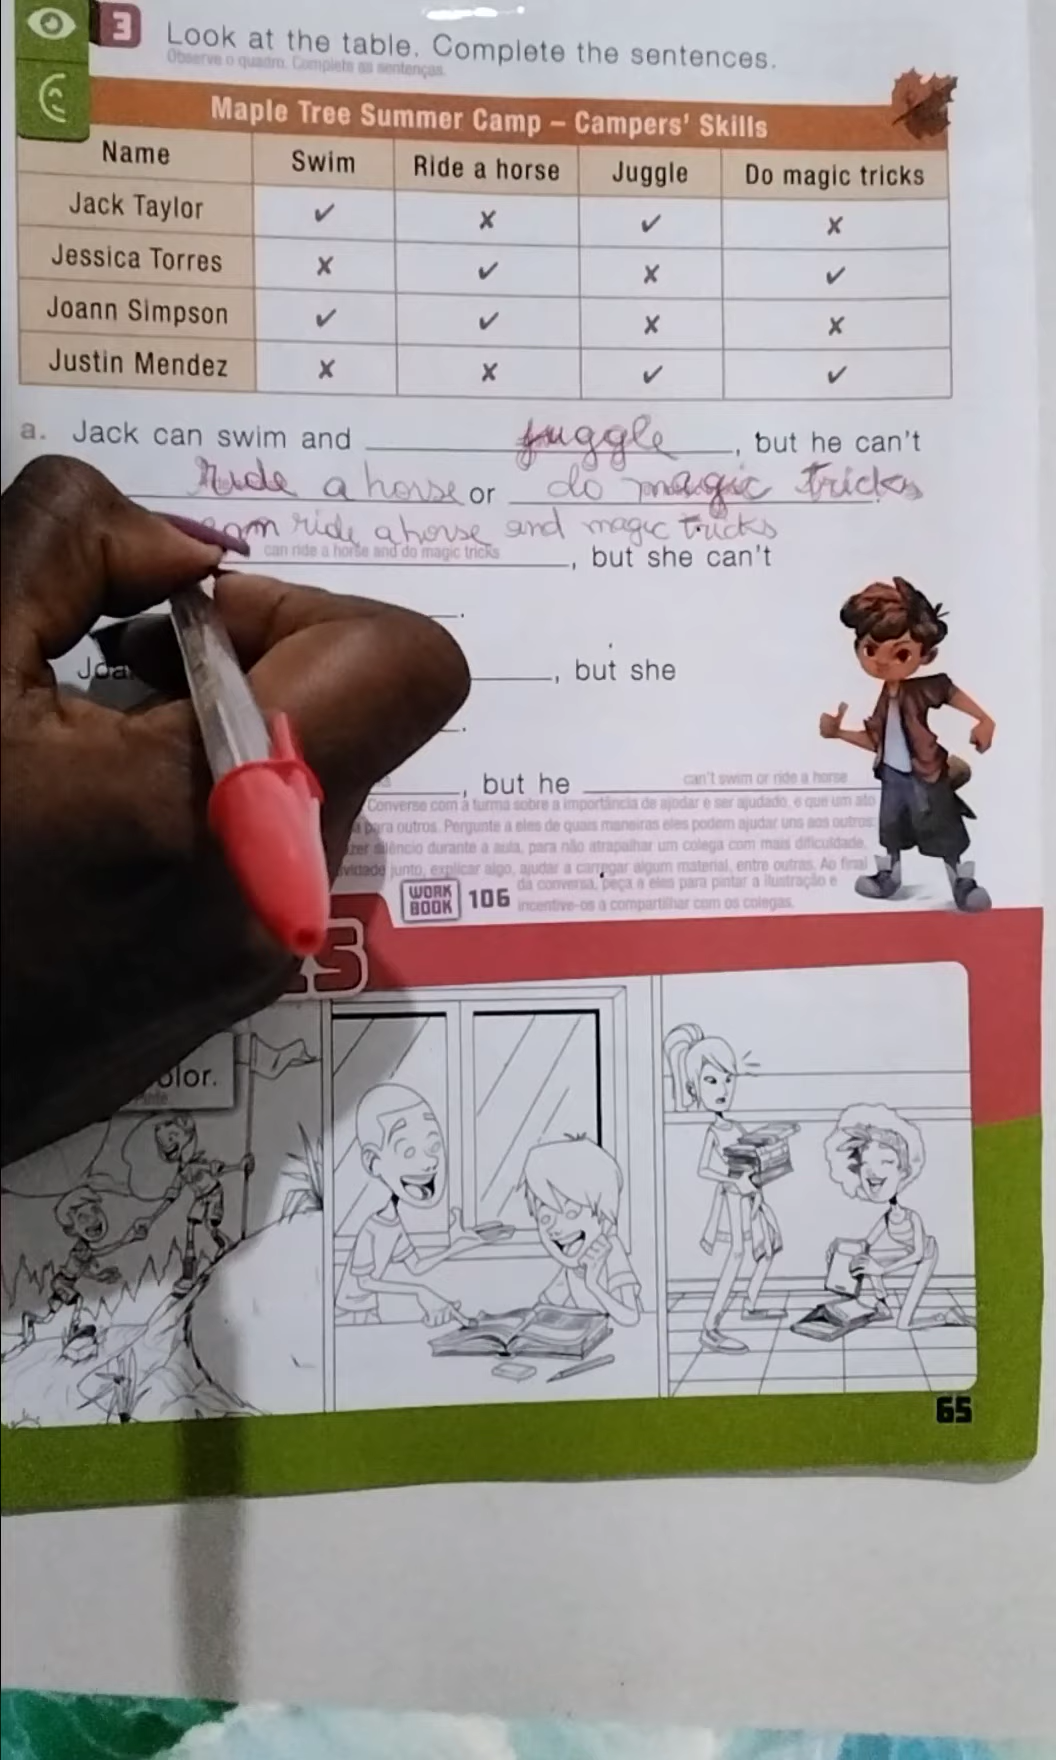 3 Look at the table. Complete the sentences.
Observe o quadro. Complete as sentenças.
Maple Tree Summer Camp – Campers' Skills
Name Swim Ride a horse Juggle Do magic tricks
Jack Taylor ✓ X ✓ X
Jessica Torres X ✓ X ✓
Joann Simpson ✓ ✓ X X
Justin Mendez X X ✓ ✓
a. Jack can swim and juggle, but he can't
Ride a horse or do magic tricks
can ride a horse and magic tricks
can ride a horse and do magic tricks, but she can't
.
Joa , but she
.
, but he can't swim or ride a horse
Converse com a turma sobre a importância de ajudar e ser ajudado, e que um ato
para outros. Pergunte a eles de quais maneiras eles podem ajudar uns aos outros:
silêncio durante a aula, para não atrapalhar um colega com mais dificuldade,
junto, explicar algo, ajudar a carregar algum material, entre outras. Ao final
da conversa, peça a eles para pintar a ilustração e
WORK BOOK 106 incentive-os a compartilhar com os colegas.
olor.
65